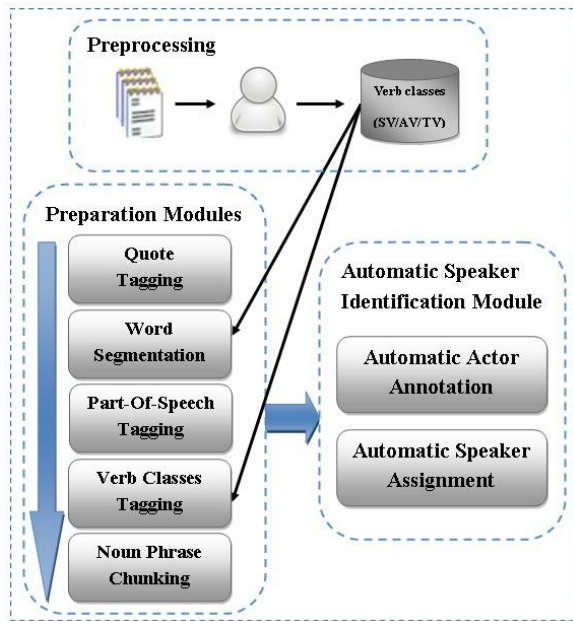 Preprocessing
Verb classes
(SV/AV/TV)
Preparation Modules
Quote
Tagging
Word
Segmentation
Part-Of-Speech
Tagging
Verb Classes
Tagging
Noun Phrase
Chunking
Automatic Speaker
Identification Module
Automatic Actor
Annotation
Automatic Speaker
Assignment